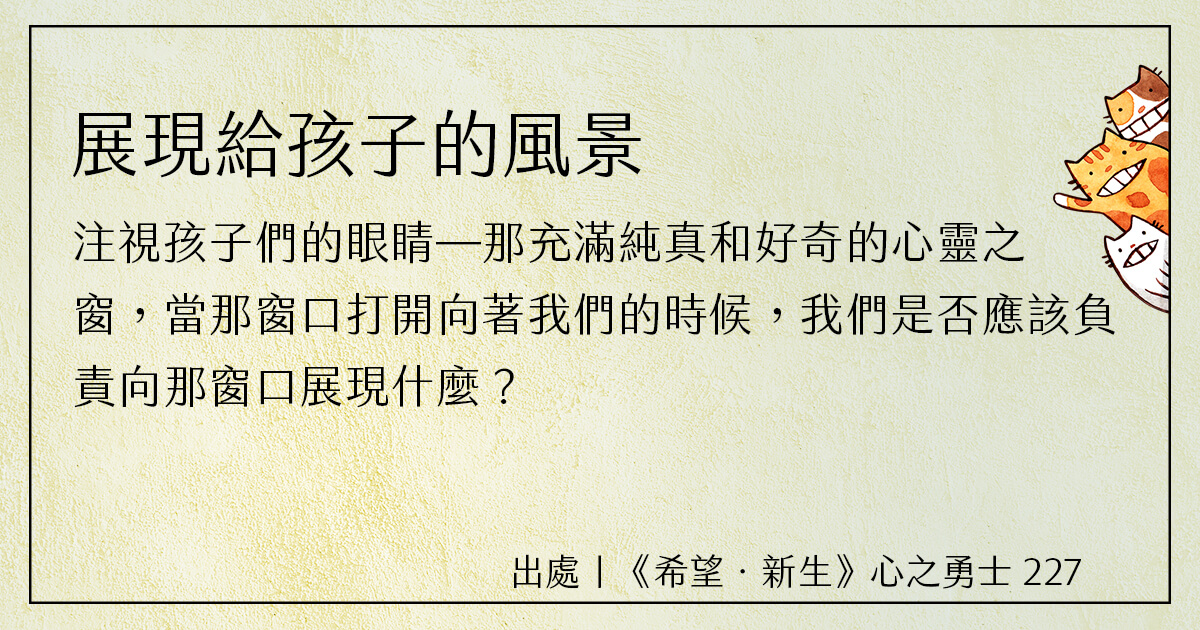 展現給孩子的風景
注視孩子們的眼睛—那充滿純真和好奇的心靈之
窗，當那窗口打開向著我們的時候，我們是否應該負
責向那窗口展現什麼？
出處｜《希望‧新生》心之勇士 227